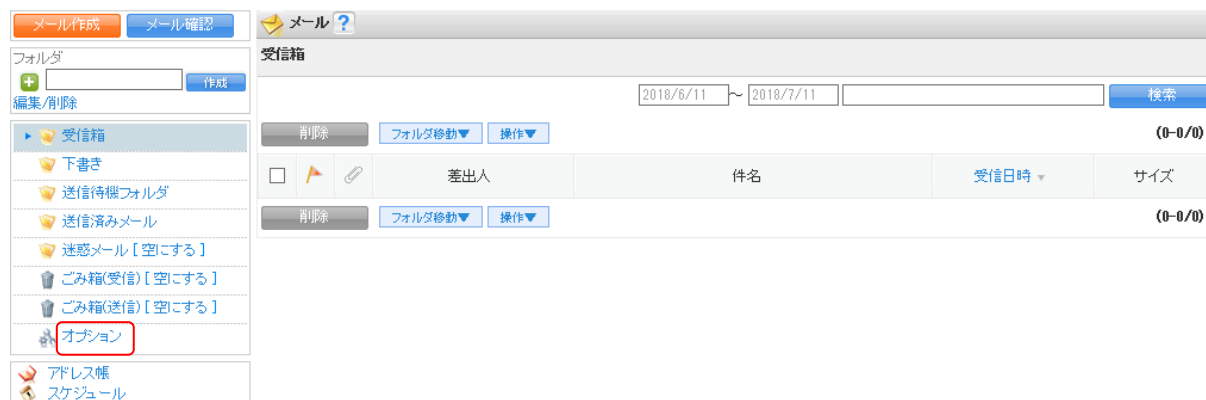 メール作成 メール確認
フォルダ
作成
編集/削除
受信箱
下書き
送信待機フォルダ
送信済みメール
迷惑メール [ 空にする ]
ごみ箱(受信) [ 空にする ]
ごみ箱(送信) [ 空にする ]
オプション
アドレス帳
スケジュール
メール ?
受信箱
2018/6/11 ～ 2018/7/11 検索
削除 フォルダ移動▼ 操作▼ (0-0/0)
差出人 件名 受信日時 ▼ サイズ
削除 フォルダ移動▼ 操作▼ (0-0/0)